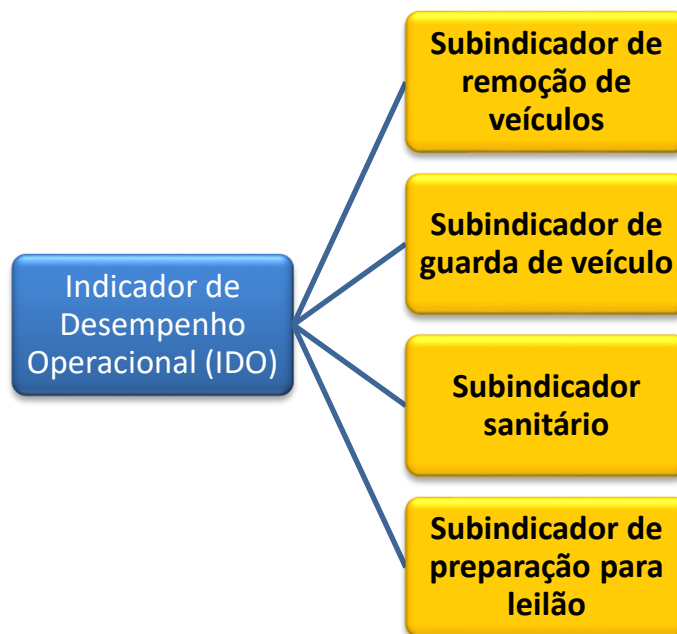 Subindicador de
remoção de
veículos
Subindicador de
guarda de veículo
Indicador de
Desempenho
Operacional (IDO)
Subindicador
sanitário
Subindicador de
preparação para
leilão